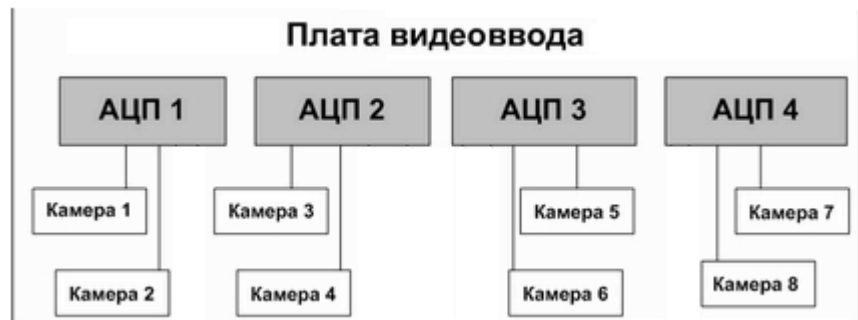 Плата видеоввода
АЦП 1 АЦП 2 АЦП 3 АЦП 4
Камера 1 Камера 3 Камера 5 Камера 7
Камера 2 Камера 4 Камера 6 Камера 8